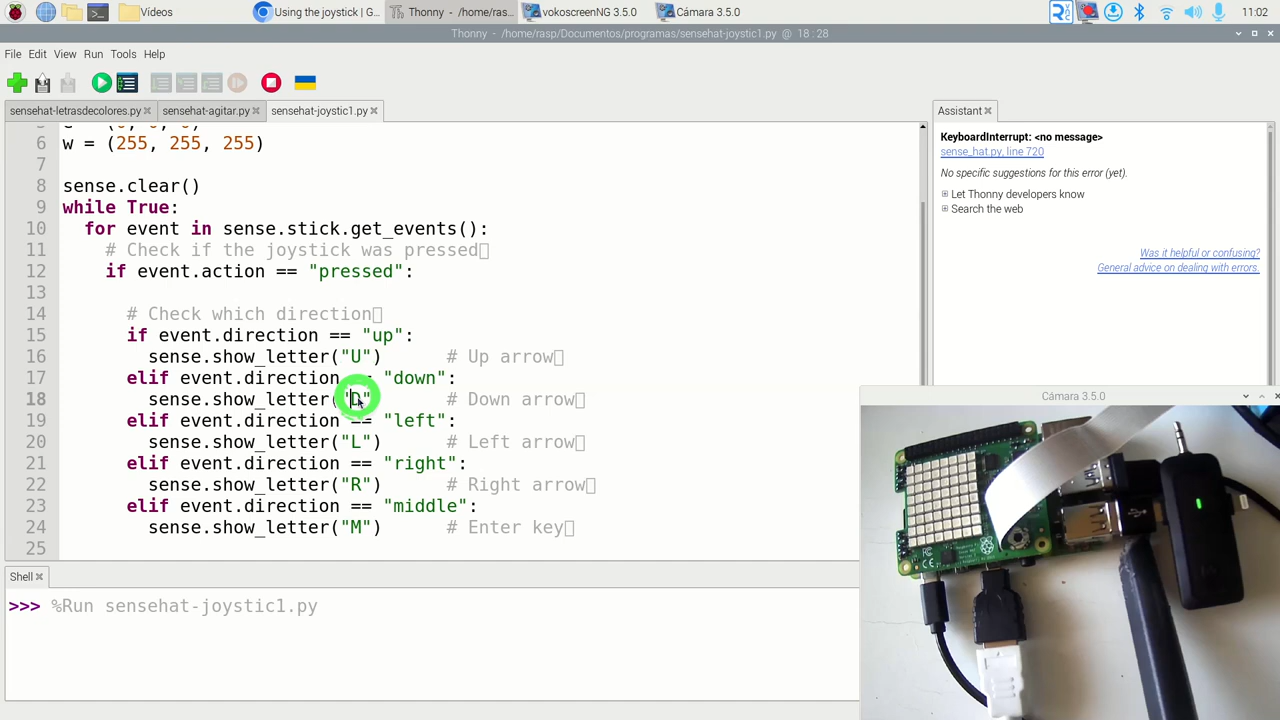 Vídeos
Using the joystick | G...
Thonny - /home/ras...
vokoscreenNG 3.5.0
Cámara 3.5.0
11:02
Thonny - /home/rasp/Documentos/programas/sensehat-joystic1.py @ 18 : 28
File Edit View Run Tools Help
sensehat-letrasdecolores.py
sensehat-agitar.py
sensehat-joystic1.py
6 w = (255, 255, 255)
7
8 sense.clear()
9 while True:
10 for event in sense.stick.get_events():
11 # Check if the joystick was pressed
12 if event.action == "pressed":
13
14 # Check which direction
15 if event.direction == "up":
16 sense.show_letter("U") # Up arrow
17 elif event.direction == "down":
18 sense.show_letter("D" # Down arrow
19 elif event.direction == "left":
20 sense.show_letter("L") # Left arrow
21 elif event.direction == "right":
22 sense.show_letter("R") # Right arrow
23 elif event.direction == "middle":
24 sense.show_letter("M") # Enter key
25
Shell
>>> %Run sensehat-joystic1.py
Assistant
KeyboardInterrupt: <no message>
sense_hat.py, line 720
No specific suggestions for this error (yet).
Let Thonny developers know
Search the web
Was it helpful or confusing?
General advice on dealing with errors.
Cámara 3.5.0